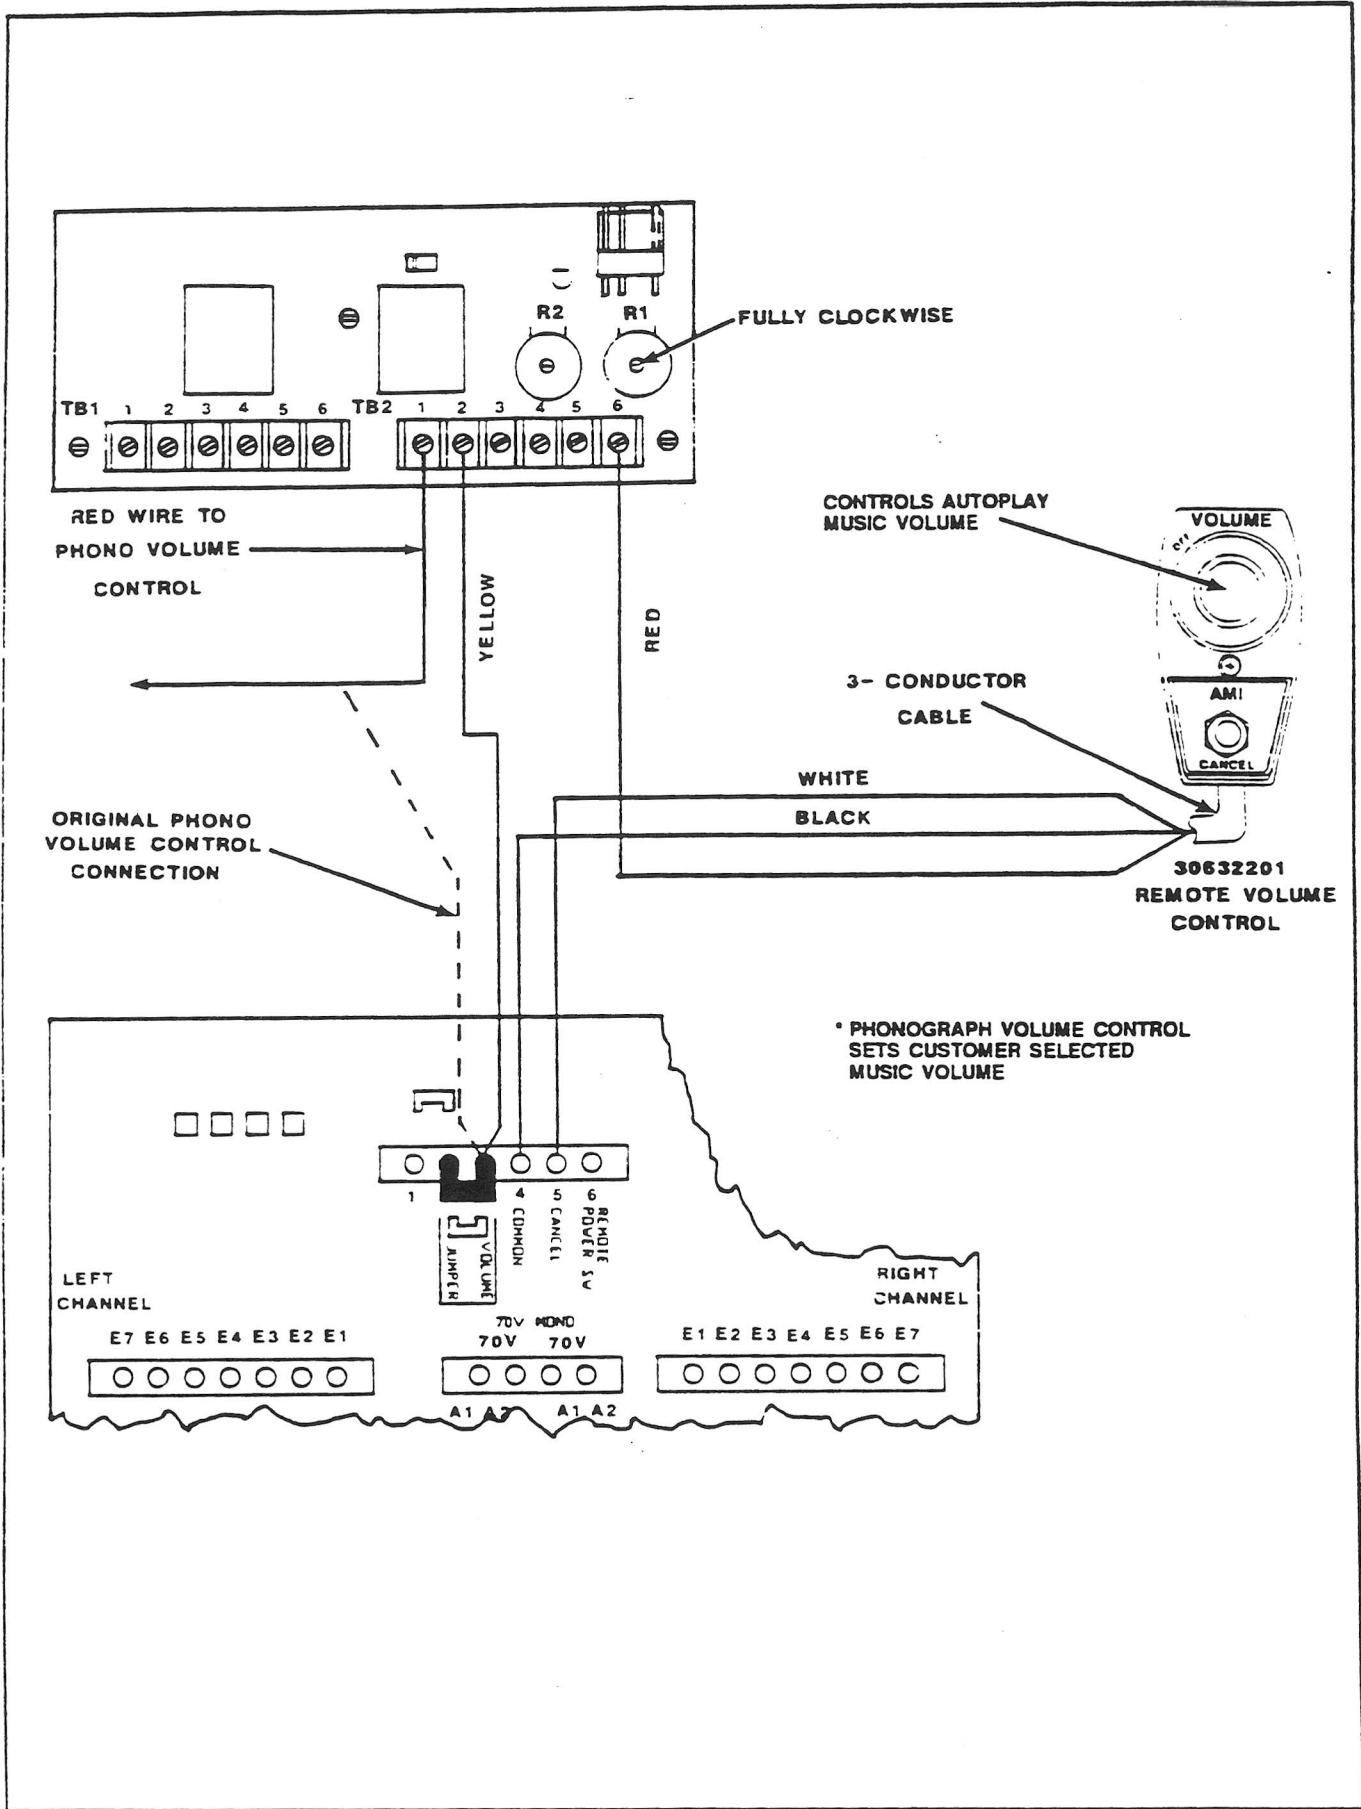 R2 R1
FULLY CLOCKWISE
TB1 1 2 3 4 5 6 TB2 1 2 3 4 5 6
RED WIRE TO
PHONO VOLUME
CONTROL
YELLOW
RED
CONTROLS AUTOPLAY
MUSIC VOLUME
VOLUME
OFF
AMI
CANCEL
3- CONDUCTOR
CABLE
WHITE
BLACK
30632201
REMOTE VOLUME
CONTROL
ORIGINAL PHONO
VOLUME CONTROL
CONNECTION
* PHONOGRAPH VOLUME CONTROL
SETS CUSTOMER SELECTED
MUSIC VOLUME
1 4 5 6
JUMPER
VOLUME
COMMON
CANCEL
REMOTE
POWER SW
LEFT
CHANNEL
E7 E6 E5 E4 E3 E2 E1
70V MONO
70V 70V
A1 A2 A1 A2
RIGHT
CHANNEL
E1 E2 E3 E4 E5 E6 E7